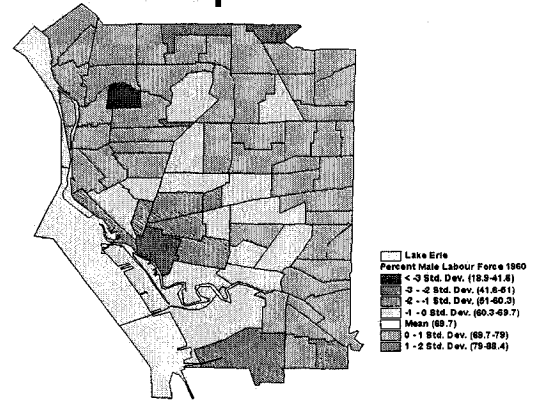 Lake Erie
Percent Male Labour Force 1960
< -3 Std. Dev. (18.9-41.6)
-3 - -2 Std. Dev. (41.6-51)
-2 - -1 Std. Dev. (51-60.3)
-1 - 0 Std. Dev. (60.3-69.7)
Mean (69.7)
0 - 1 Std. Dev. (69.7-79)
1 - 2 Std. Dev. (79-88.4)